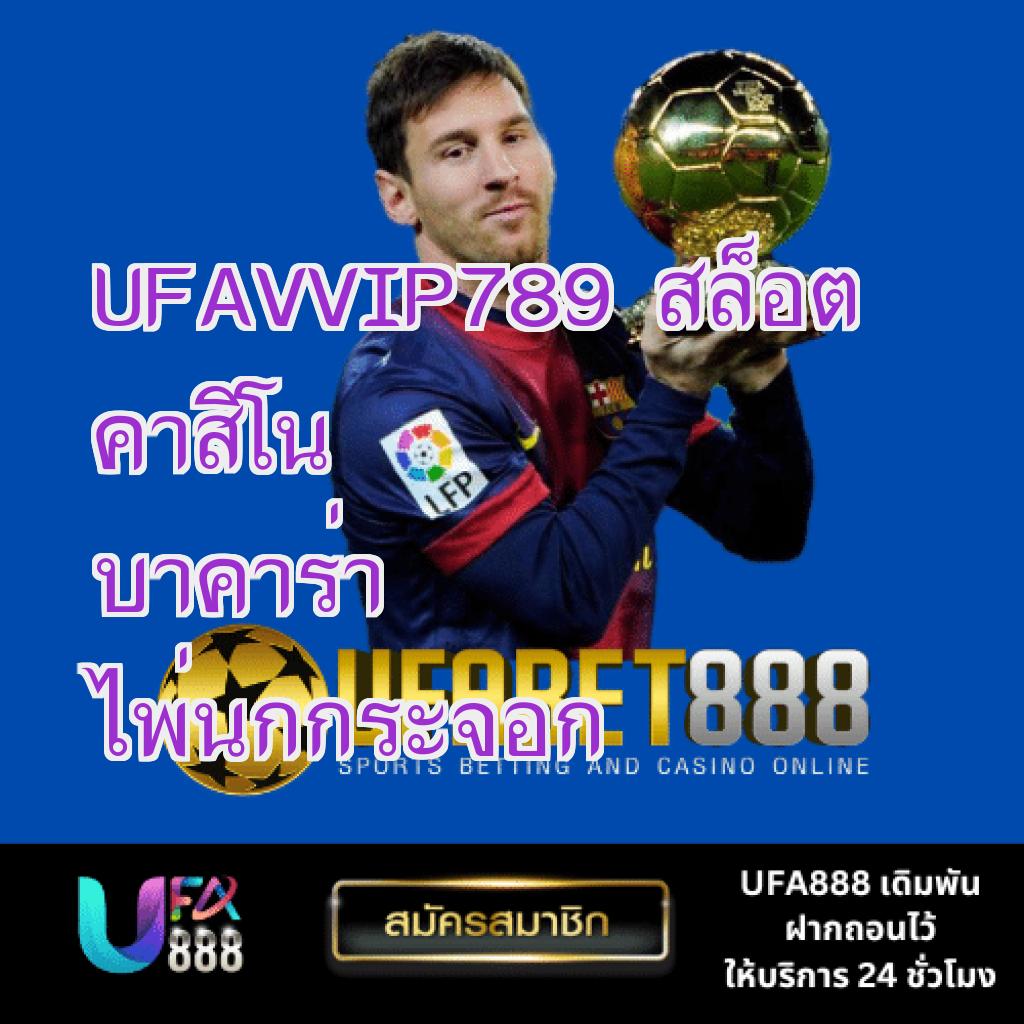 UFAVVIP789 สล็อต
คาสิโน
บาคาร่า
ไพ่นกกระจอก
LFP
UFABET888
SPORTS BETTING AND CASINO ONLINE
UFA
888
สมัครสมาชิก
UFA888 เดิมพัน
ฝากถอนไว้
ให้บริการ 24 ชั่วโมง